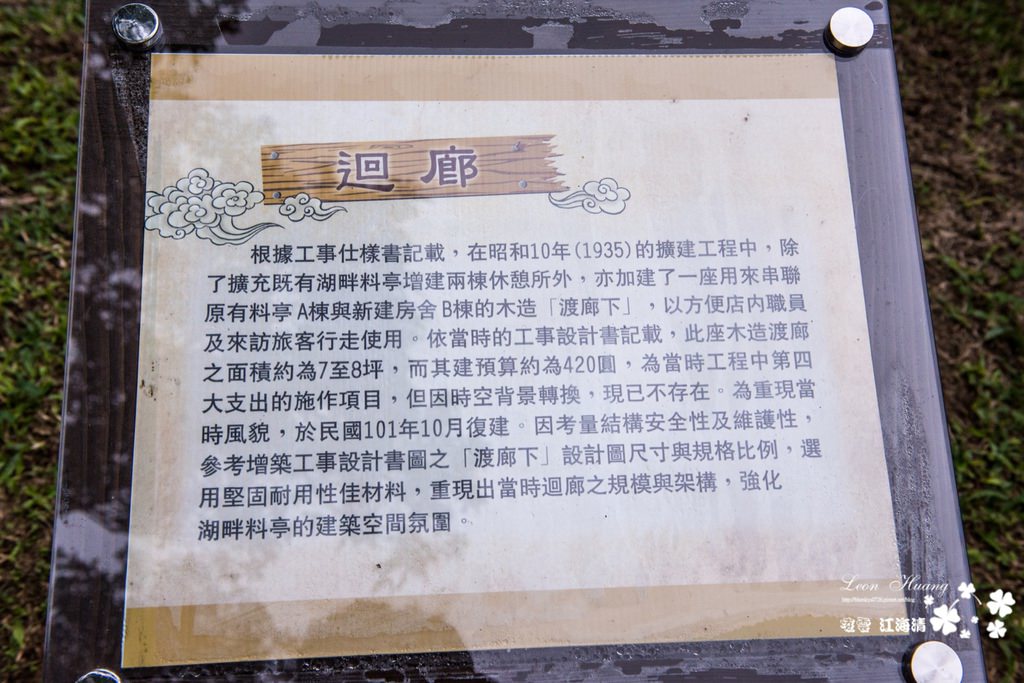 迴廊
根據工事仕樣書記載，在昭和10年(1935)的擴建工程中，除
了擴充既有湖畔料亭增建兩棟休憩所外，亦加建了一座用來串聯
原有料亭A棟與新建房舍B棟的木造「渡廊下」，以方便店內職員
及來訪旅客行走使用。依當時的工事設計書記載，此座木造渡廊
之面積約為7至8坪，而其建預算約為420圓，為當時工程中第四
大支出的施作項目，但因時空背景轉換，現已不存在。為重現當
時風貌，於民國101年10月復建。因考量結構安全性及維護性，
參考增築工事設計書圖之「渡廊下」設計圖尺寸與規格比例，選
用堅固耐用性佳材料，重現出當時迴廊之規模與架構，強化
湖畔料亭的建築空間氛圍。
Leon Huang
江海清